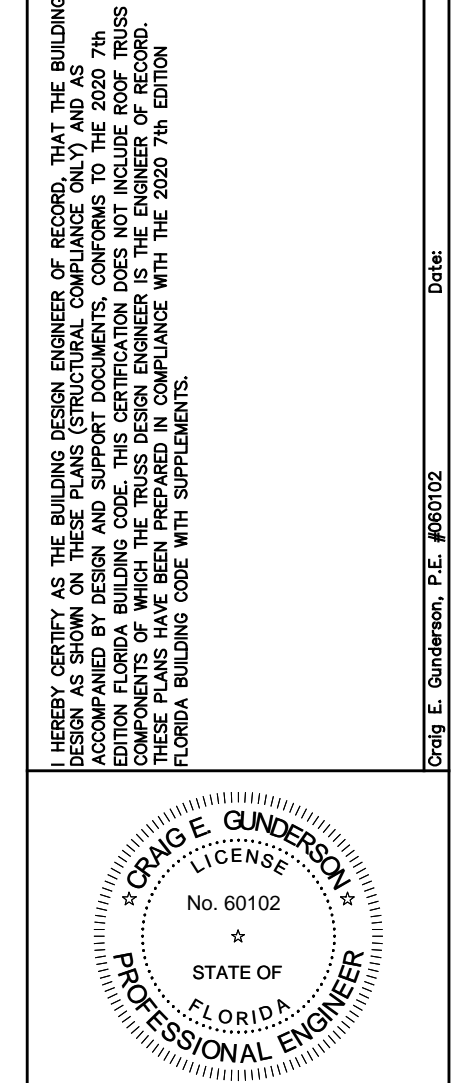 I HEREBY CERTIFY AS THE BUILDING DESIGN ENGINEER OF RECORD, THAT THE BUILDING
DESIGN AS SHOWN ON THESE PLANS (STRUCTURAL COMPLIANCE ONLY) AND AS
ACCOMPANIED BY DESIGN AND SUPPORT DOCUMENTS, CONFORMS TO THE 2020 7th
EDITION FLORIDA BUILDING CODE. THIS CERTIFICATION DOES NOT INCLUDE ROOF TRUSS
COMPONENTS OF WHICH THE TRUSS DESIGN ENGINEER IS THE ENGINEER OF RECORD.
THESE PLANS HAVE BEEN PREPARED IN COMPLIANCE WITH THE 2020 7th EDITION
FLORIDA BUILDING CODE WITH SUPPLEMENTS.
Craig E. Gunderson, P.E. #060102 Date:
CRAIG E. GUNDERSON
LICENSE
No. 60102
STATE OF
FLORIDA
PROFESSIONAL ENGINEER